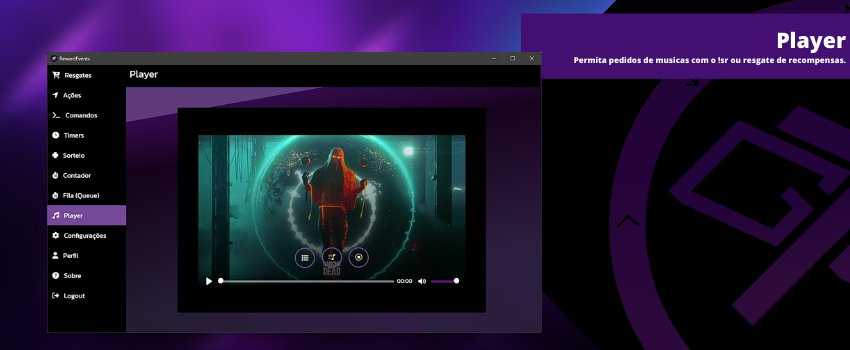 Player
Permita pedidos de musicas com o !sr ou resgate de recompensas.
RewardEvents
Resgates
Player
Ações
Comandos
Timers
Sorteio
Contador
Fila (Queue)
Player
Configurações
Perfil
Sobre
Logout
DEAD
00:00